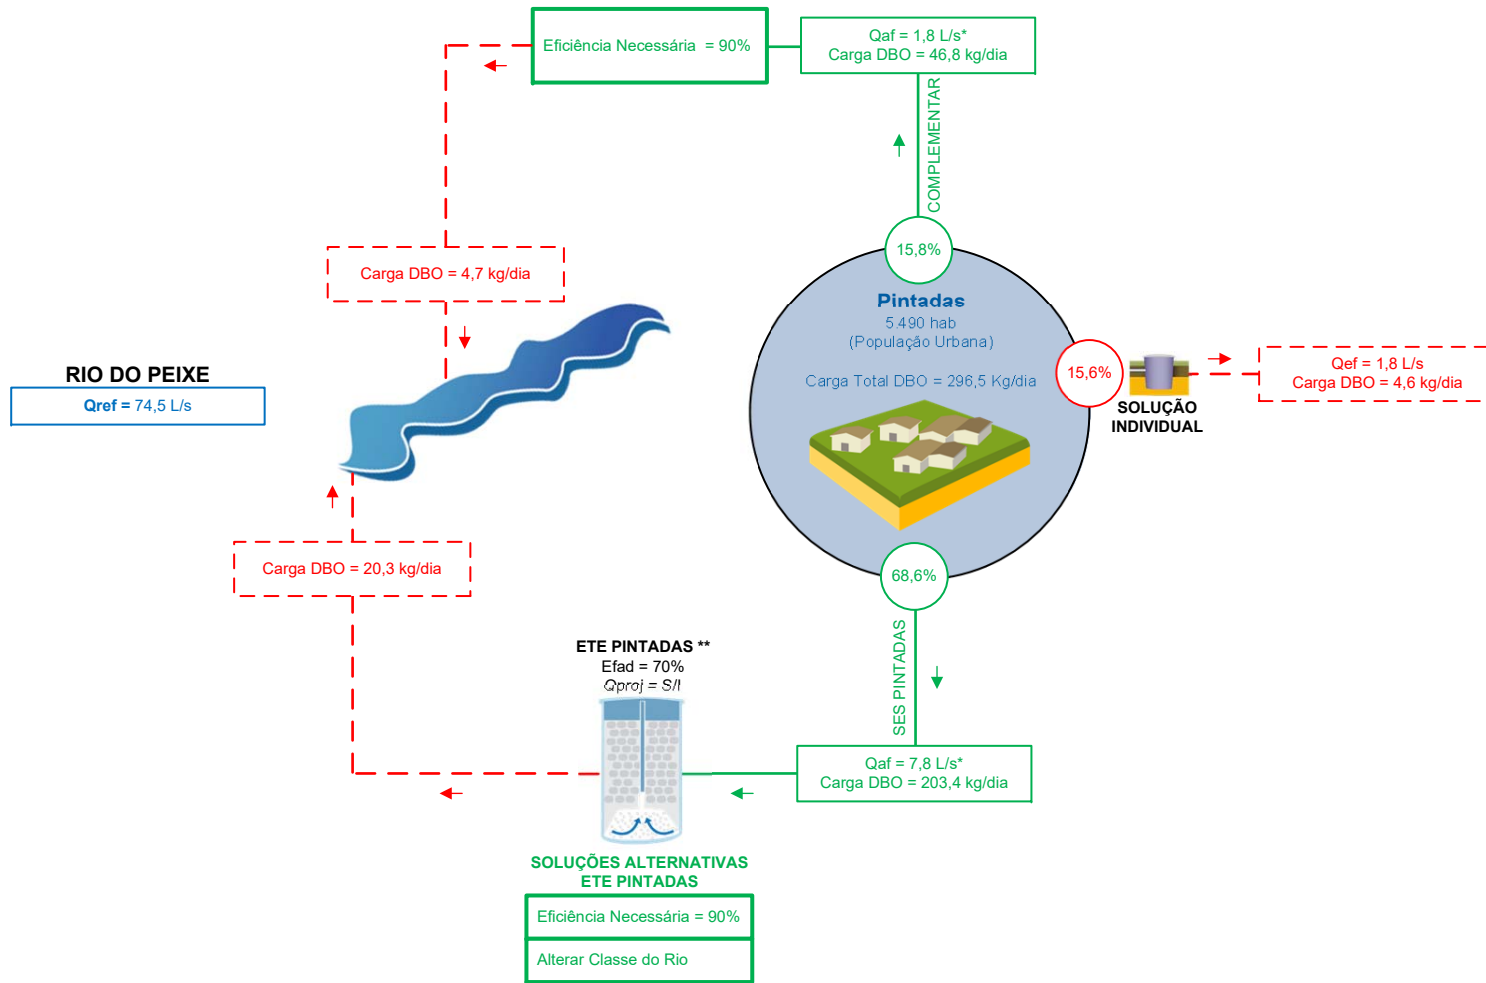 Eficiência Necessária = 90%
Qaf = 1,8 L/s*
Carga DBO = 46,8 kg/dia
COMPLEMENTAR
15,8%
Carga DBO = 4,7 kg/dia
Pintadas
5.490 hab
(População Urbana)
Carga Total DBO = 296,5 Kg/dia
15,6%
SOLUÇÃO
INDIVIDUAL
Qef = 1,8 L/s
Carga DBO = 4,6 kg/dia
RIO DO PEIXE
Qref = 74,5 L/s
Carga DBO = 20,3 kg/dia
68,6%
SES PINTADAS
ETE PINTADAS **
Efad = 70%
Qproj = S/I
Qaf = 7,8 L/s*
Carga DBO = 203,4 kg/dia
SOLUÇÕES ALTERNATIVAS
ETE PINTADAS
Eficiência Necessária = 90%
Alterar Classe do Rio